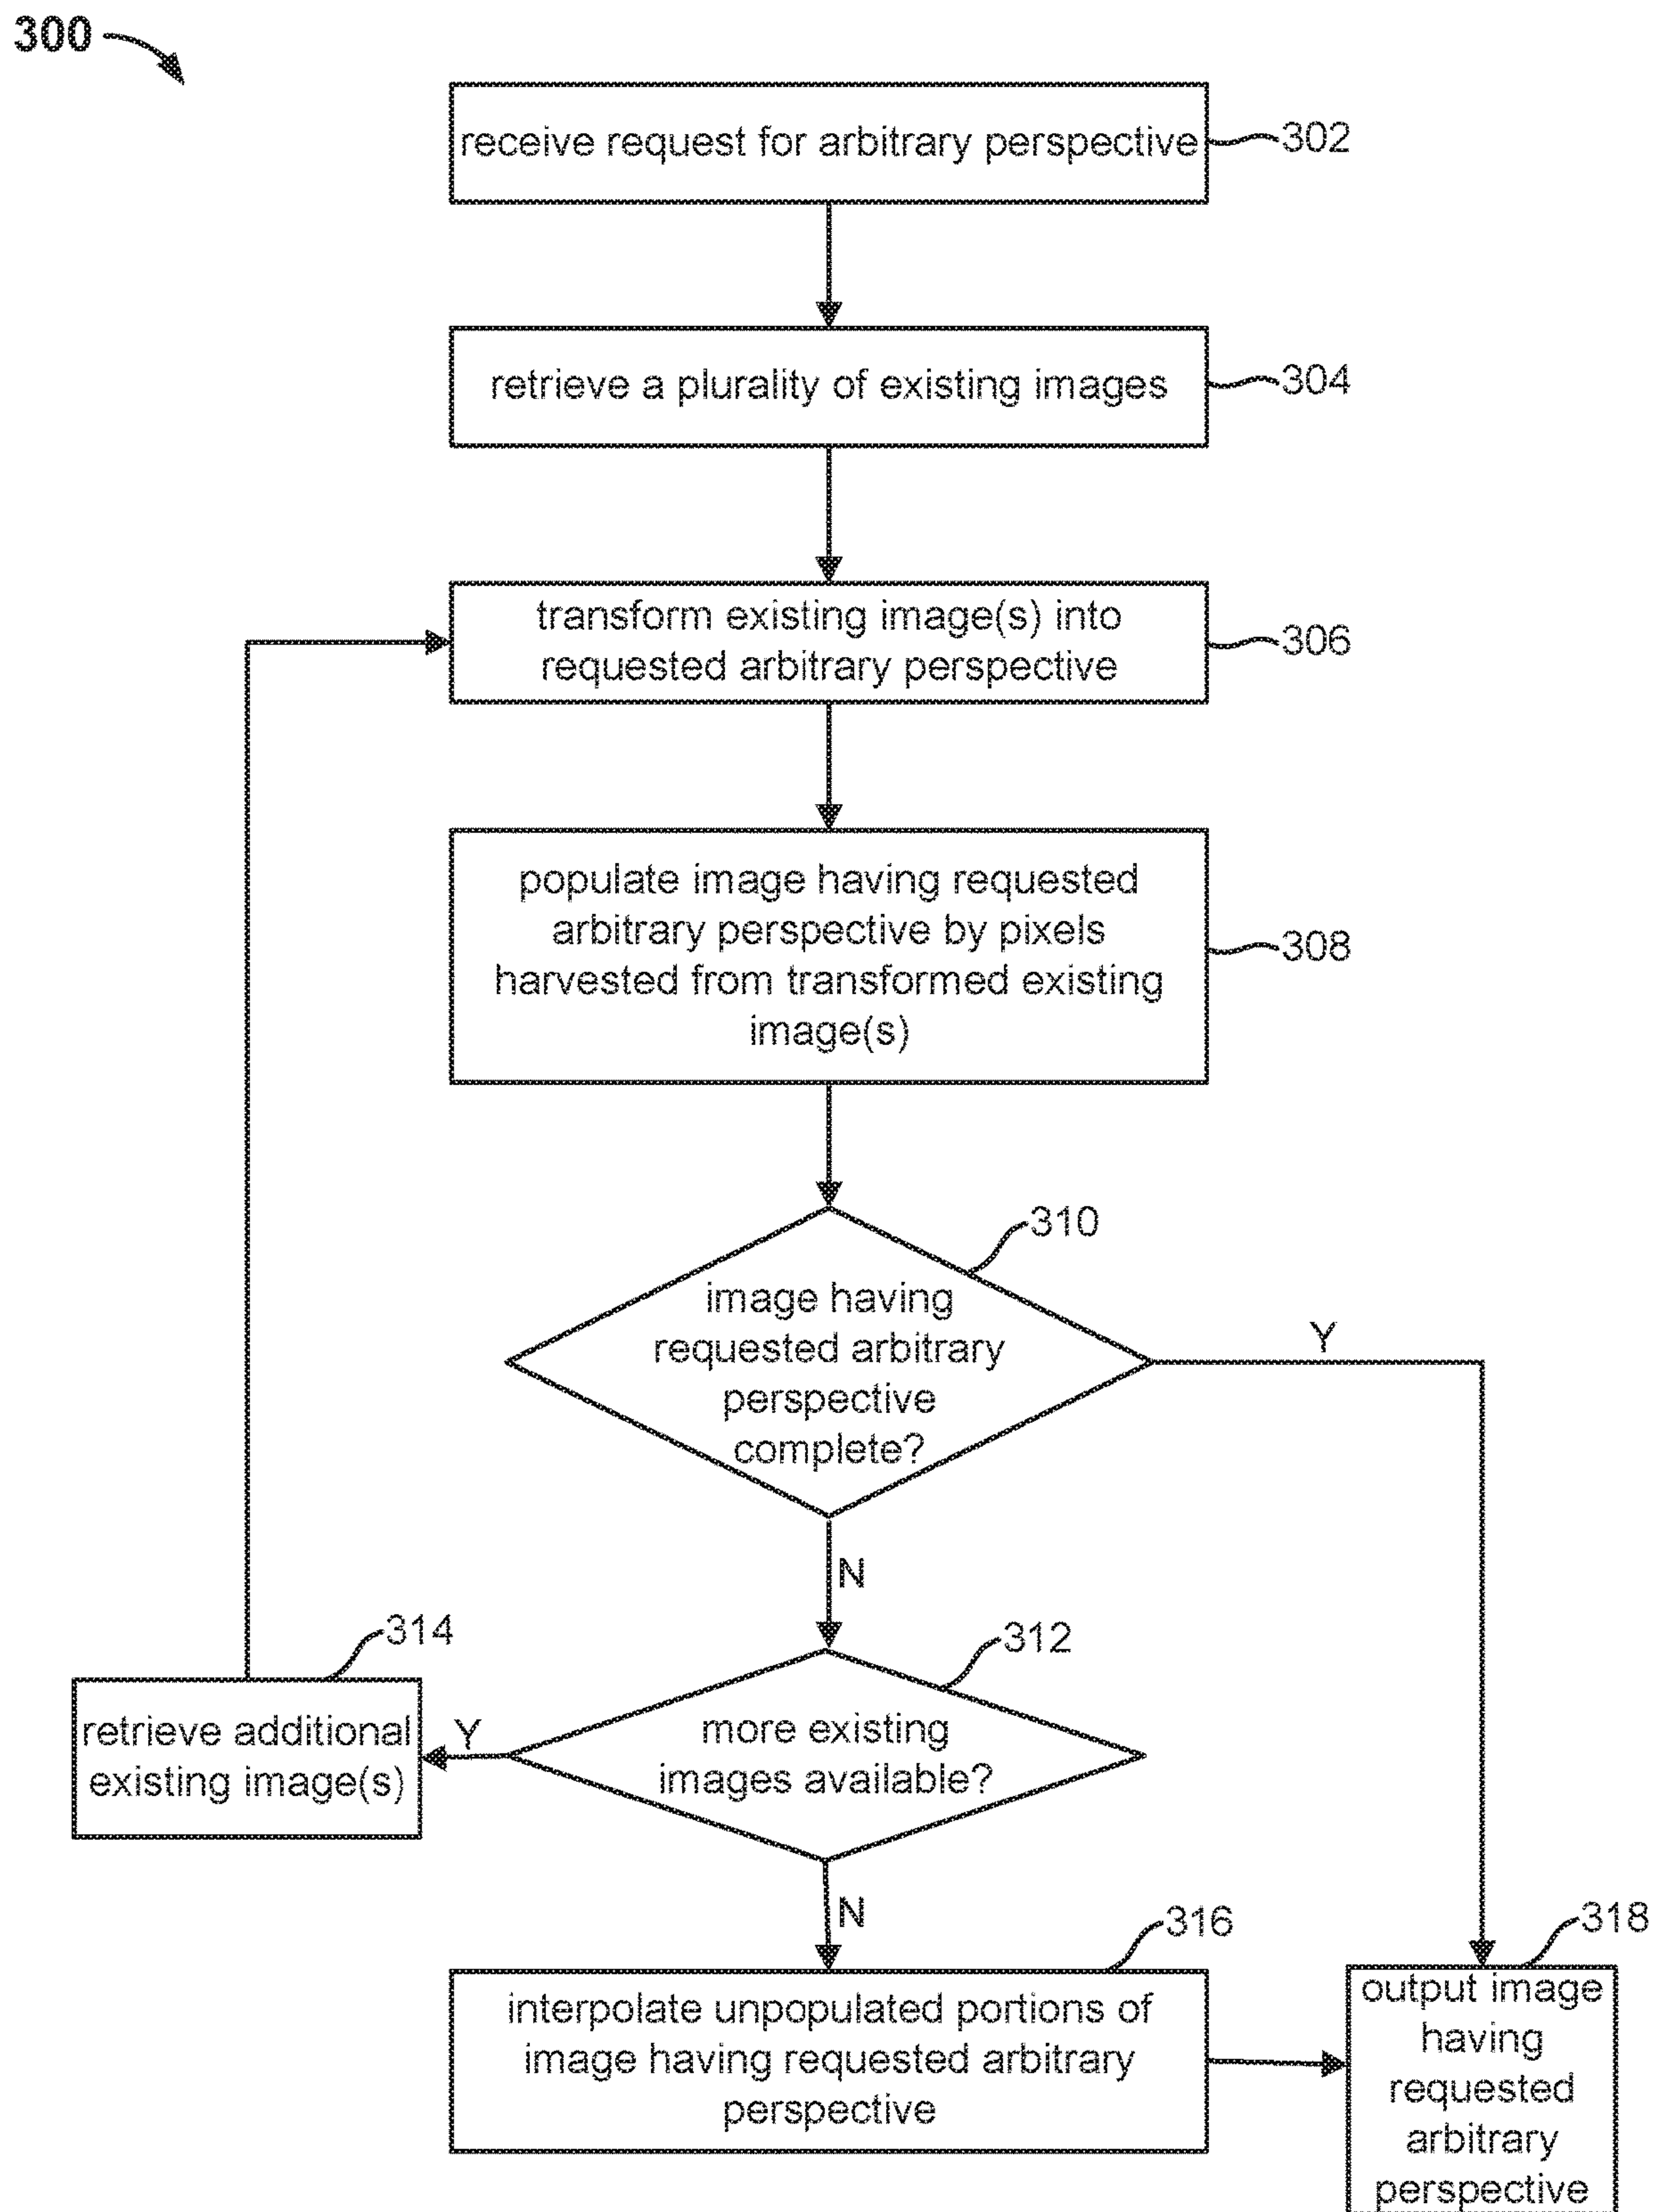 300
receive request for arbitrary perspective
302
retrieve a plurality of existing images
304
transform existing image(s) into
requested arbitrary perspective
306
populate image having requested
arbitrary perspective by pixels
harvested from transformed existing
image(s)
308
310
image having
requested arbitrary
perspective
complete?
Y
N
314
312
retrieve additional
existing image(s)
Y
more existing
images available?
N
316
318
interpolate unpopulated portions of
image having requested arbitrary
perspective
output image
having
requested
arbitrary
perspective